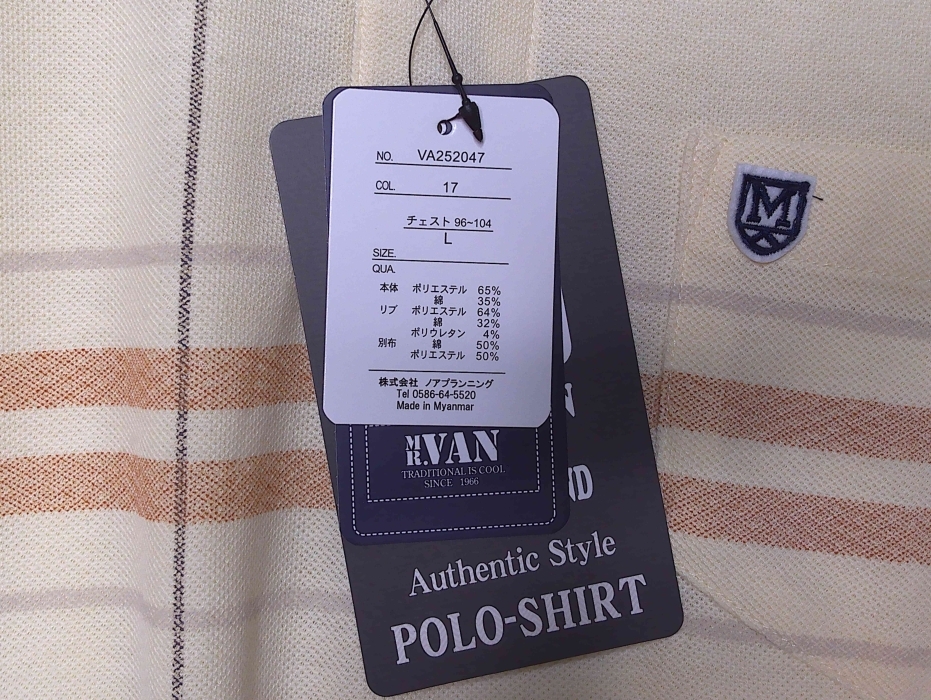 NO. VA252047
COL. 17
チェスト 96~104
L
SIZE.
QUA.
本体 ポリエステル 65%
綿 35%
リブ ポリエステル 64%
綿 32%
ポリウレタン 4%
別布 綿 50%
ポリエステル 50%
株式会社 ノアプランニング
Tel 0586-64-5520
Made in Myanmar
MR.VAN
TRADITIONAL IS COOL
SINCE 1966
Authentic Style
POLO-SHIRT
M